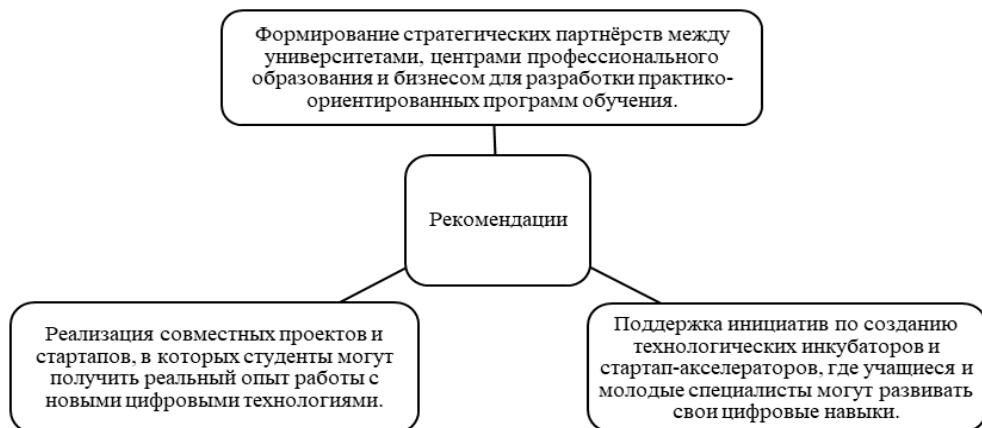 Формирование стратегических партнёрств между
университетами, центрами профессионального
образования и бизнесом для разработки практико-
ориентированных программ обучения.
Рекомендации
Реализация совместных проектов и
стартапов, в которых студенты могут
получить реальный опыт работы с
новыми цифровыми технологиями.
Поддержка инициатив по созданию
технологических инкубаторов и
стартап-акселераторов, где учащиеся и
молодые специалисты могут развивать
свои цифровые навыки.